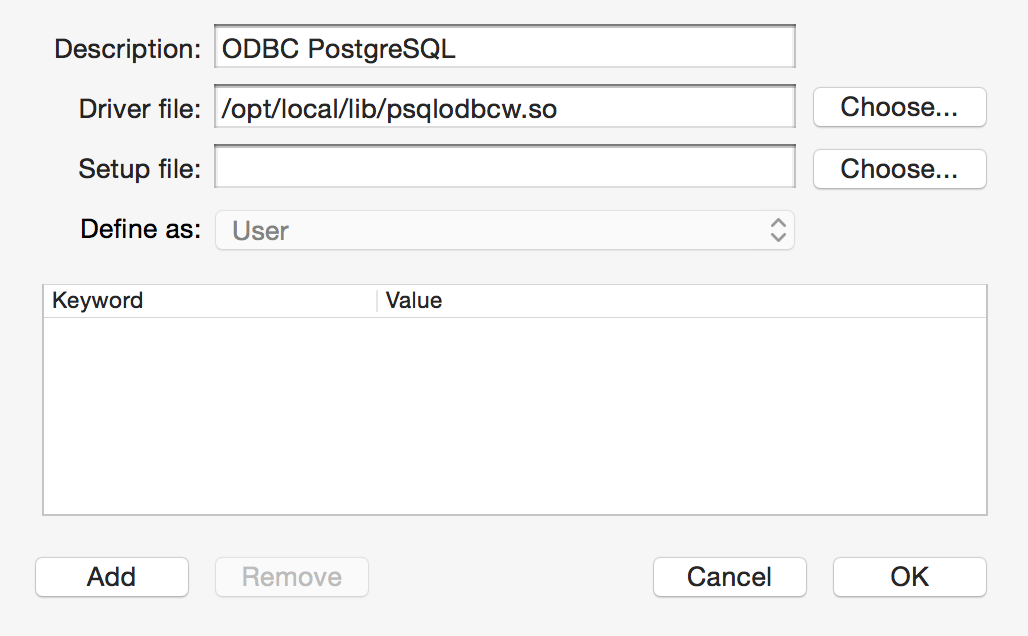 Description: ODBC PostgreSQL
Driver file: /opt/local/lib/psqlodbcw.so Choose...
Setup file: Choose...
Define as: User
Keyword Value
Add Remove Cancel OK